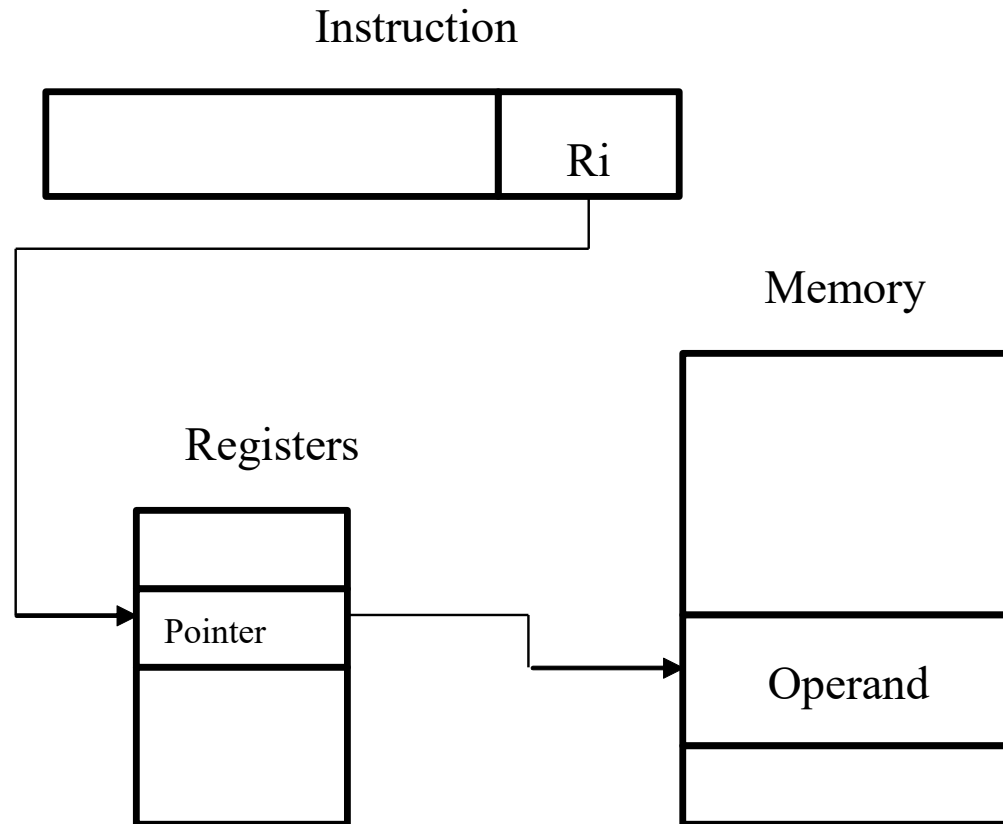 Instruction
Ri
Memory
Registers
Pointer
Operand